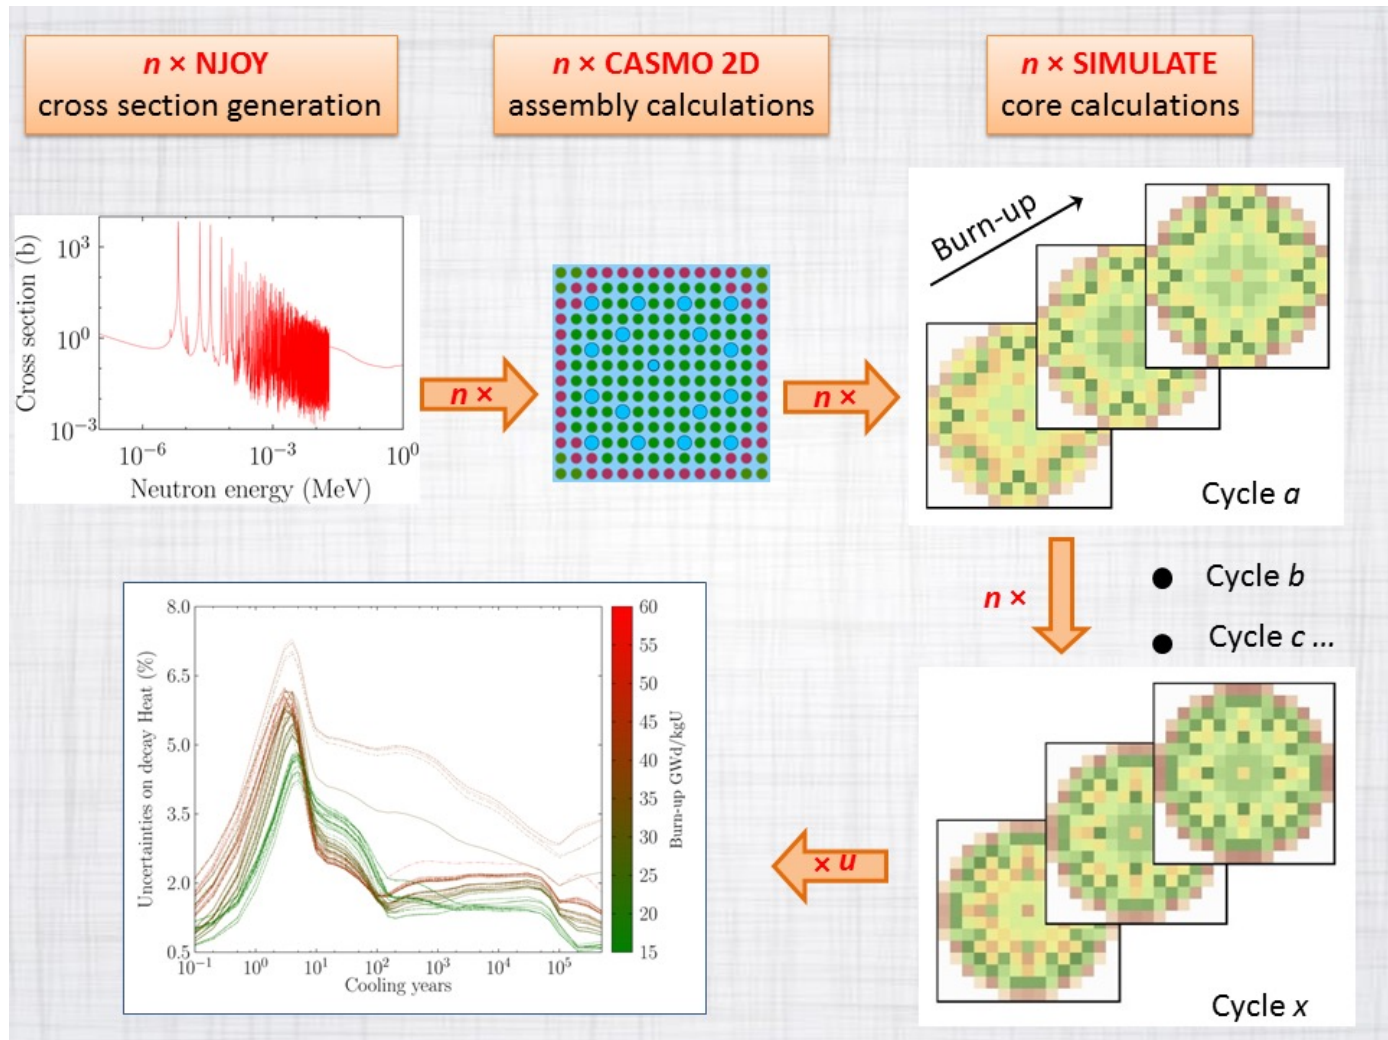 n × NJOY
cross section generation
n × CASMO 2D
assembly calculations
n × SIMULATE
core calculations
Cross section (b)
10³
10⁰
10⁻³
10⁻⁶
10⁻³
10⁰
Neutron energy (MeV)
n ×
n ×
Burn-up
Cycle a
n ×
Cycle b
Cycle c ...
Uncertainties on decay Heat (%)
8.0
6.5
5.0
3.5
2.0
0.5
10⁻¹
10⁰
10¹
10²
10³
10⁴
10⁵
Cooling years
60
55
50
45
40
35
30
25
20
15
Burn-up GWd/kgU
n ×
Cycle x